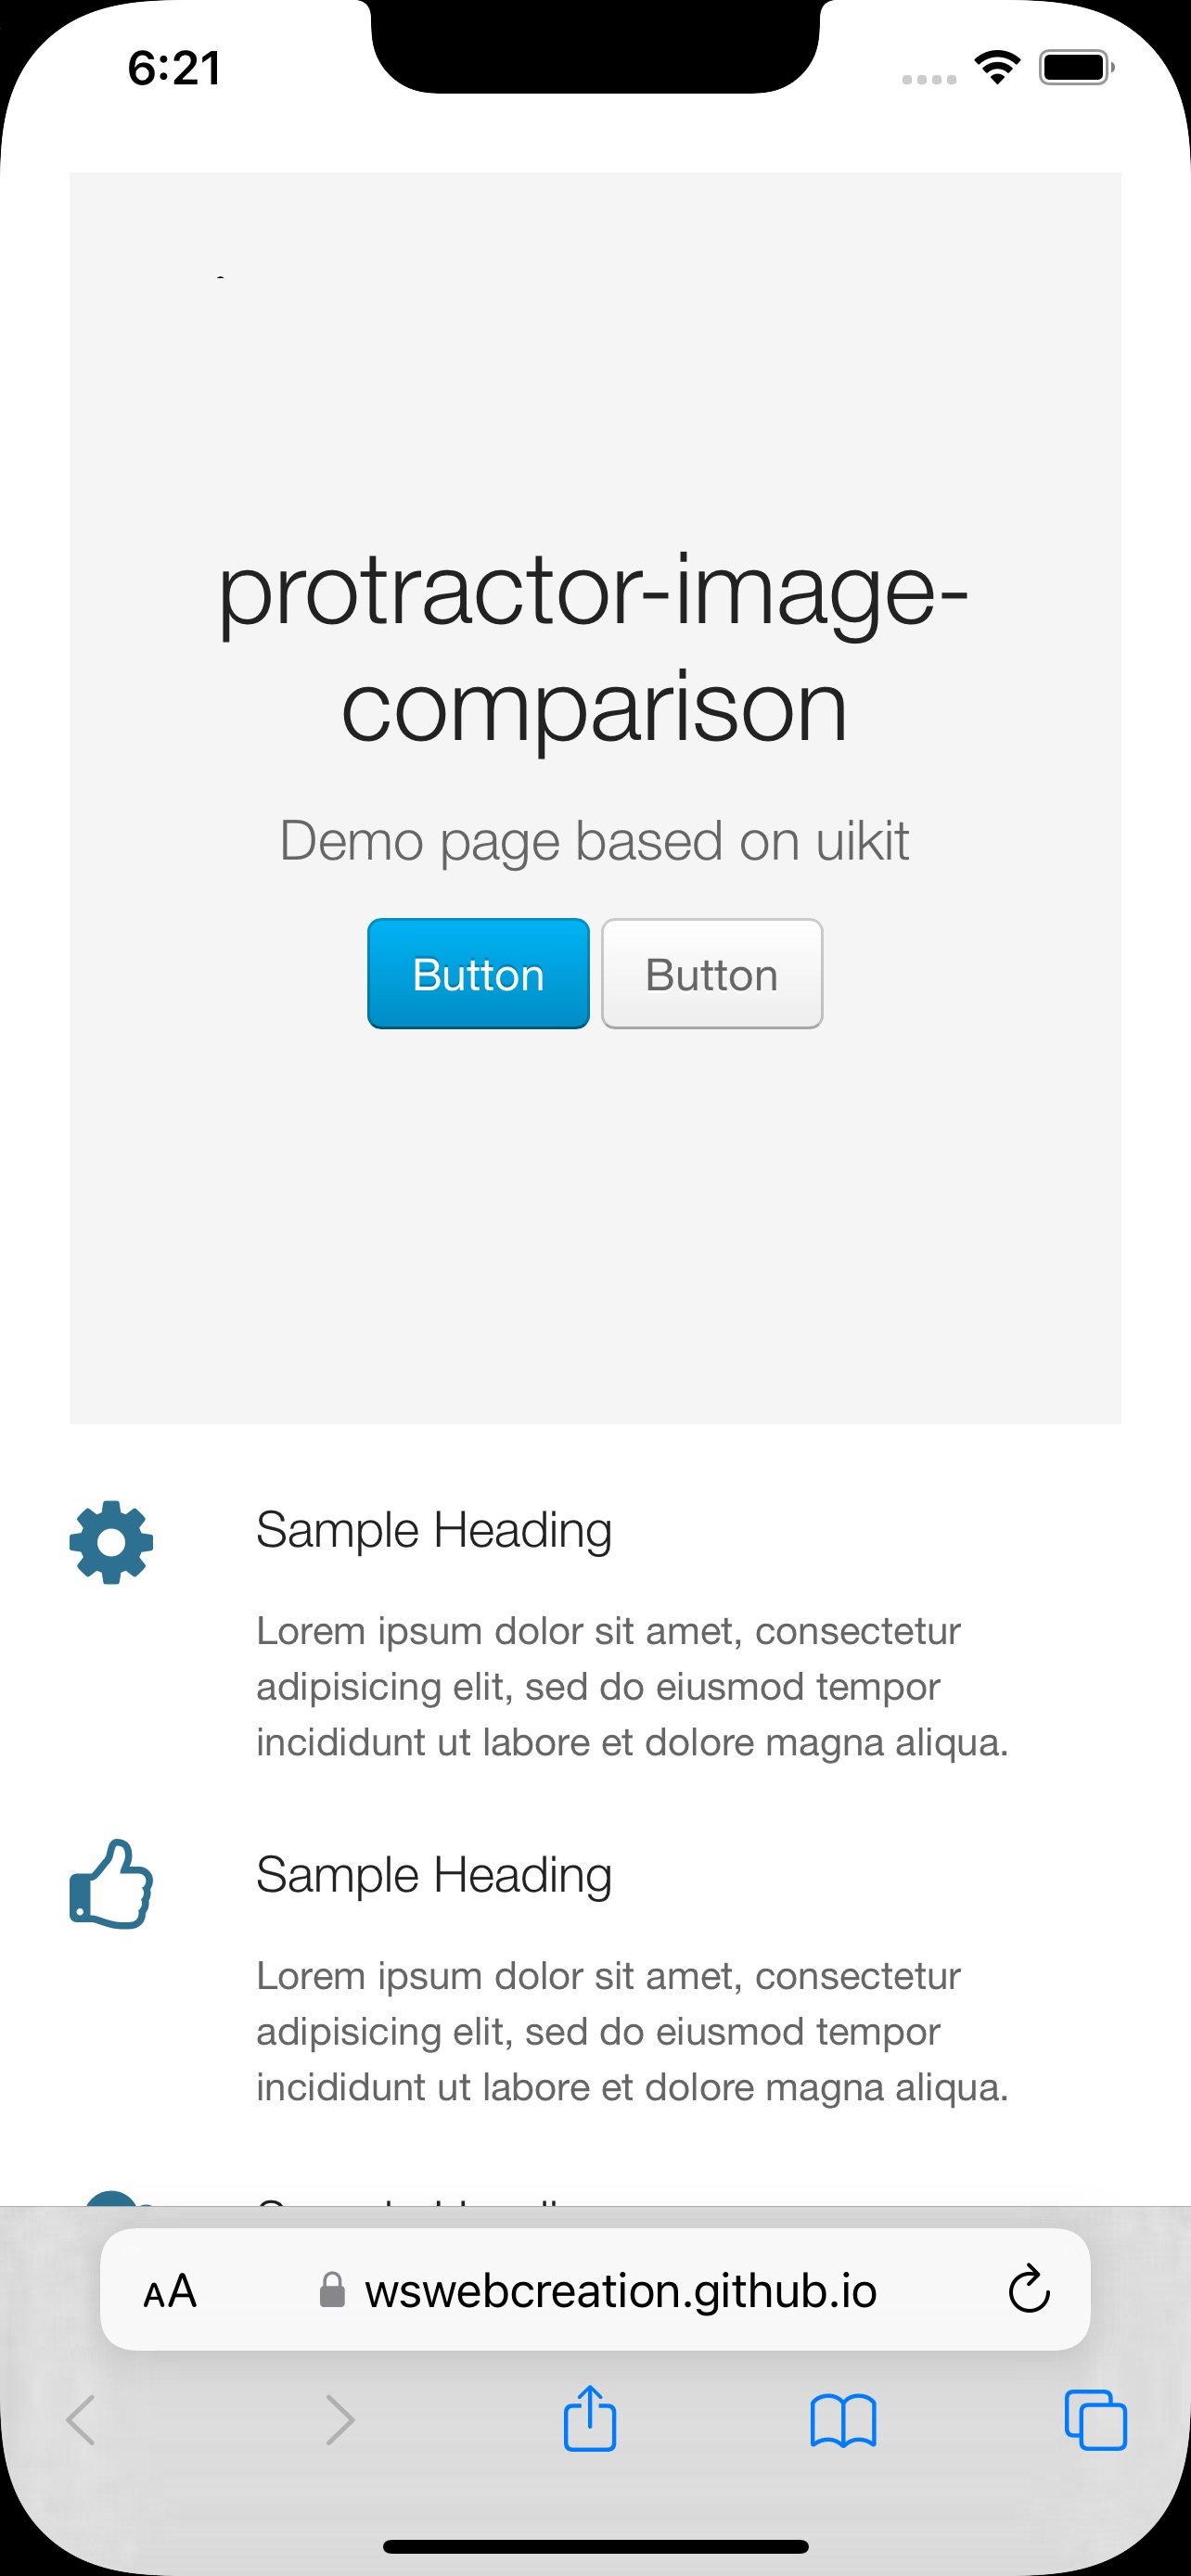 6:21
protractor-image-
comparison
Demo page based on uikit
Button Button
Sample Heading
Lorem ipsum dolor sit amet, consectetur
adipisicing elit, sed do eiusmod tempor
incididunt ut labore et dolore magna aliqua.
Sample Heading
Lorem ipsum dolor sit amet, consectetur
adipisicing elit, sed do eiusmod tempor
incididunt ut labore et dolore magna aliqua.
AA wswebcreation.github.io